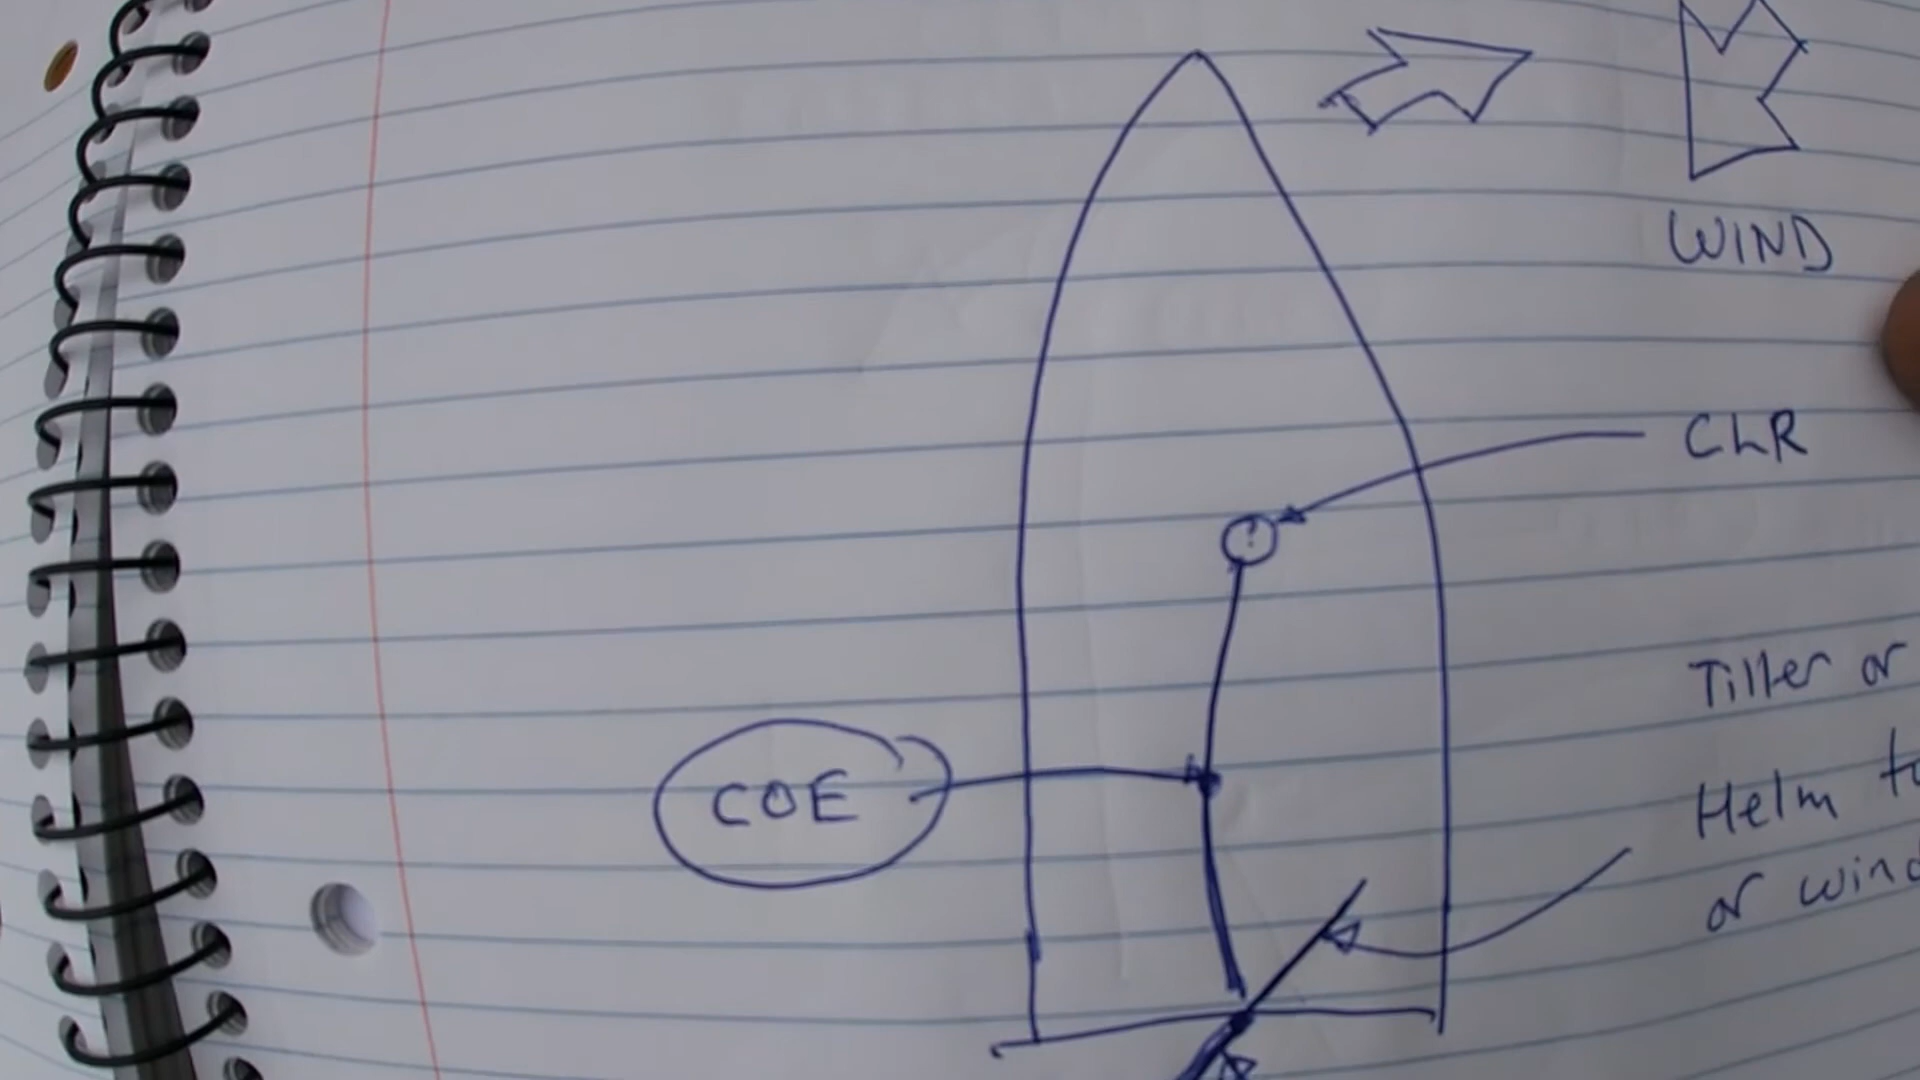 WIND
CLR
Tiller or
COE
Helm
or